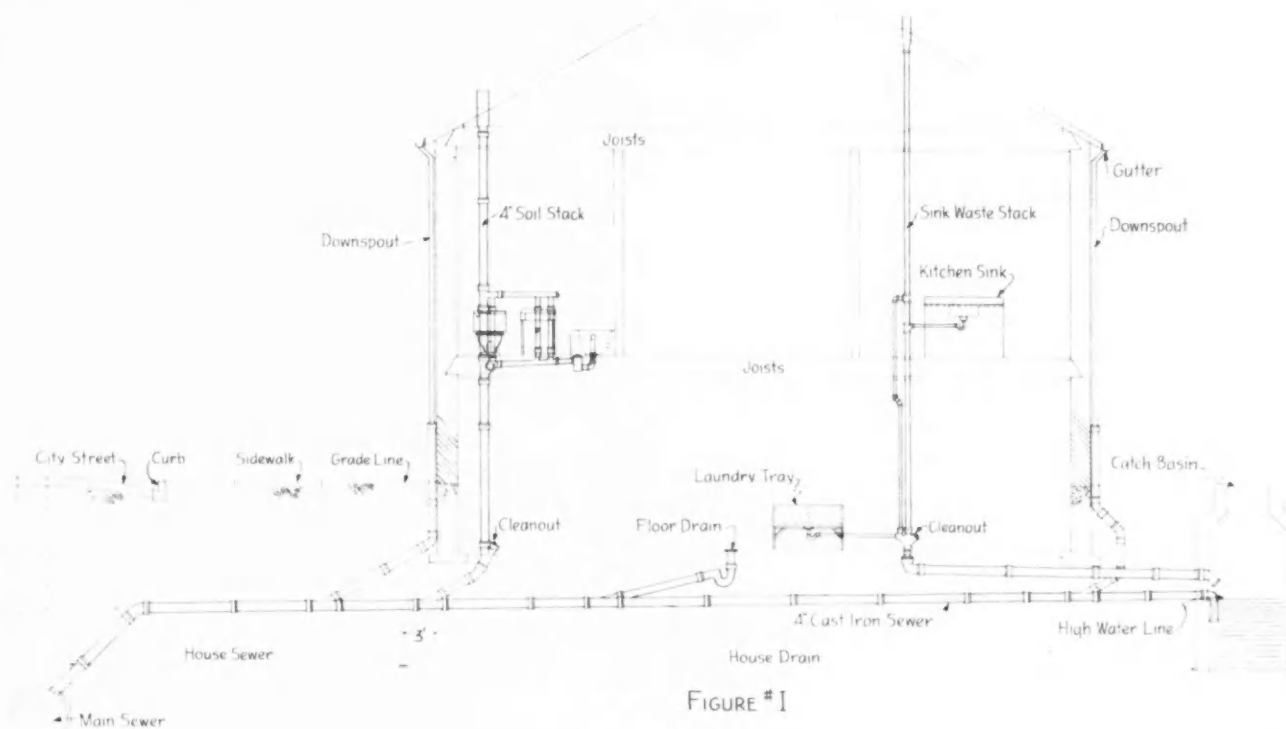 Joists
Gutter
4" Soil Stack
Sink Waste Stack
Downspout
Downspout
Kitchen Sink
Joists
City Street
Curb
Sidewalk
Grade Line
Catch Basin
Laundry Tray
Cleanout
Floor Drain
Cleanout
4" Cast Iron Sewer
High Water Line
3'
House Sewer
House Drain
FIGURE #I
Main Sewer